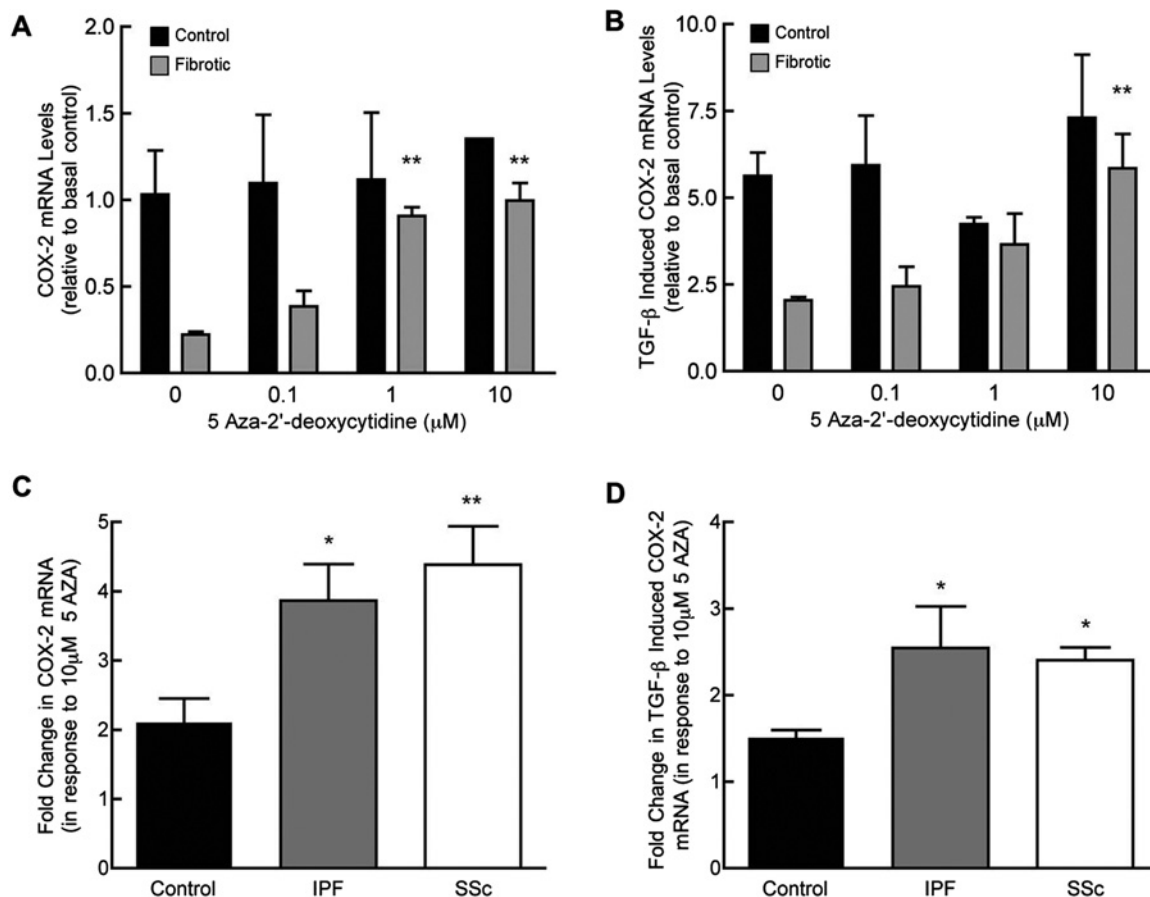 A
COX-2 mRNA Levels
(relative to basal control)
2.0
1.5
1.0
0.5
0.0
Control
Fibrotic
**
**
0 0.1 1 10
5 Aza-2'-deoxycytidine (μM)
B
TGF-β Induced COX-2 mRNA Levels
(relative to basal control)
10.0
7.5
5.0
2.5
0.0
Control
Fibrotic
**
0 0.1 1 10
5 Aza-2'-deoxycytidine (μM)
C
Fold Change in COX-2 mRNA
(in response to 10μM 5 AZA)
5
4
3
2
1
0
*
**
Control IPF SSc
D
Fold Change in TGF-β Induced COX-2
mRNA (in response to 10μM 5 AZA)
4
3
2
1
0
*
*
Control IPF SSc